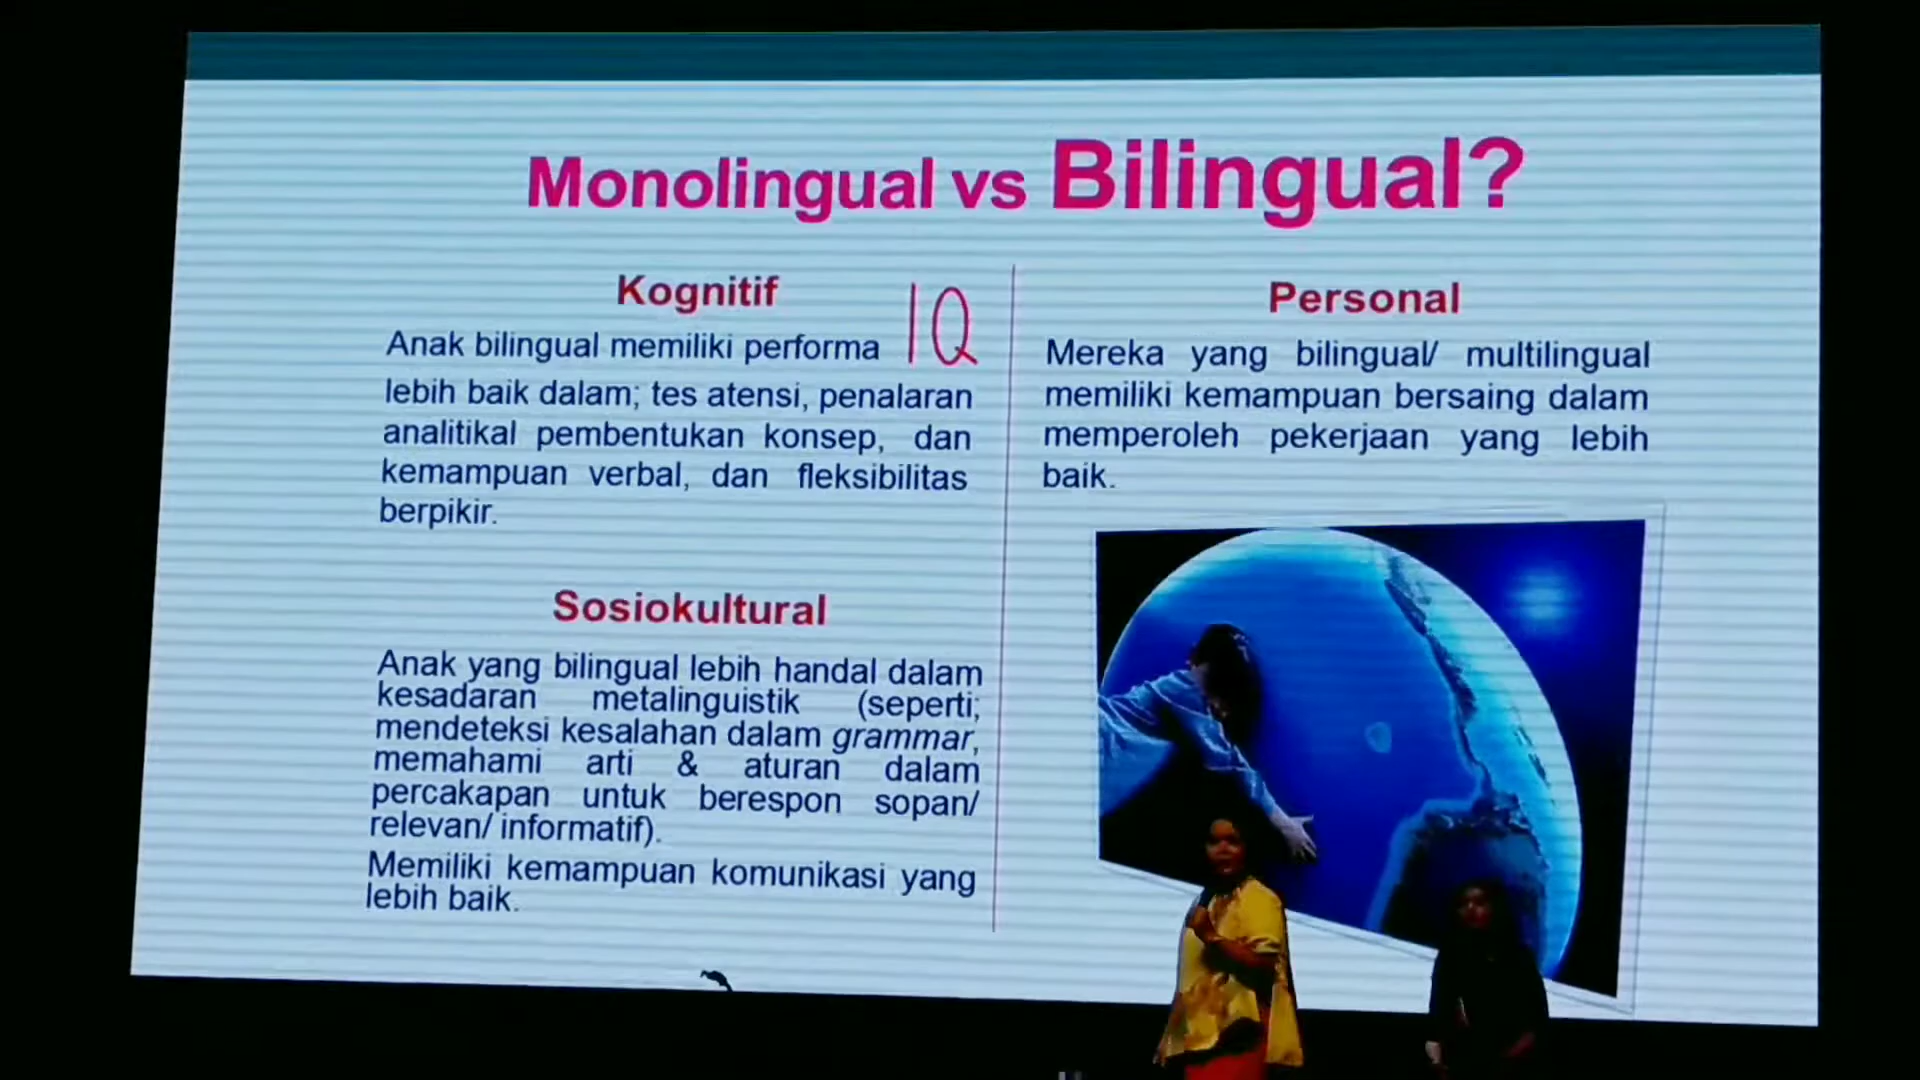 Monolingual vs Bilingual?
Kognitif
IQ
Anak bilingual memiliki performa
lebih baik dalam; tes atensi, penalaran
analitikal pembentukan konsep, dan
kemampuan verbal, dan fleksibilitas
berpikir.
Sosiokultural
Anak yang bilingual lebih handal dalam
kesadaran metalinguistik (seperti;
mendeteksi kesalahan dalam grammar,
memahami arti & aturan dalam
percakapan untuk berespon sopan/
relevan/ informatif).
Memiliki kemampuan komunikasi yang
lebih baik.
Personal
Mereka yang bilingual/ multilingual
memiliki kemampuan bersaing dalam
memperoleh pekerjaan yang lebih
baik.